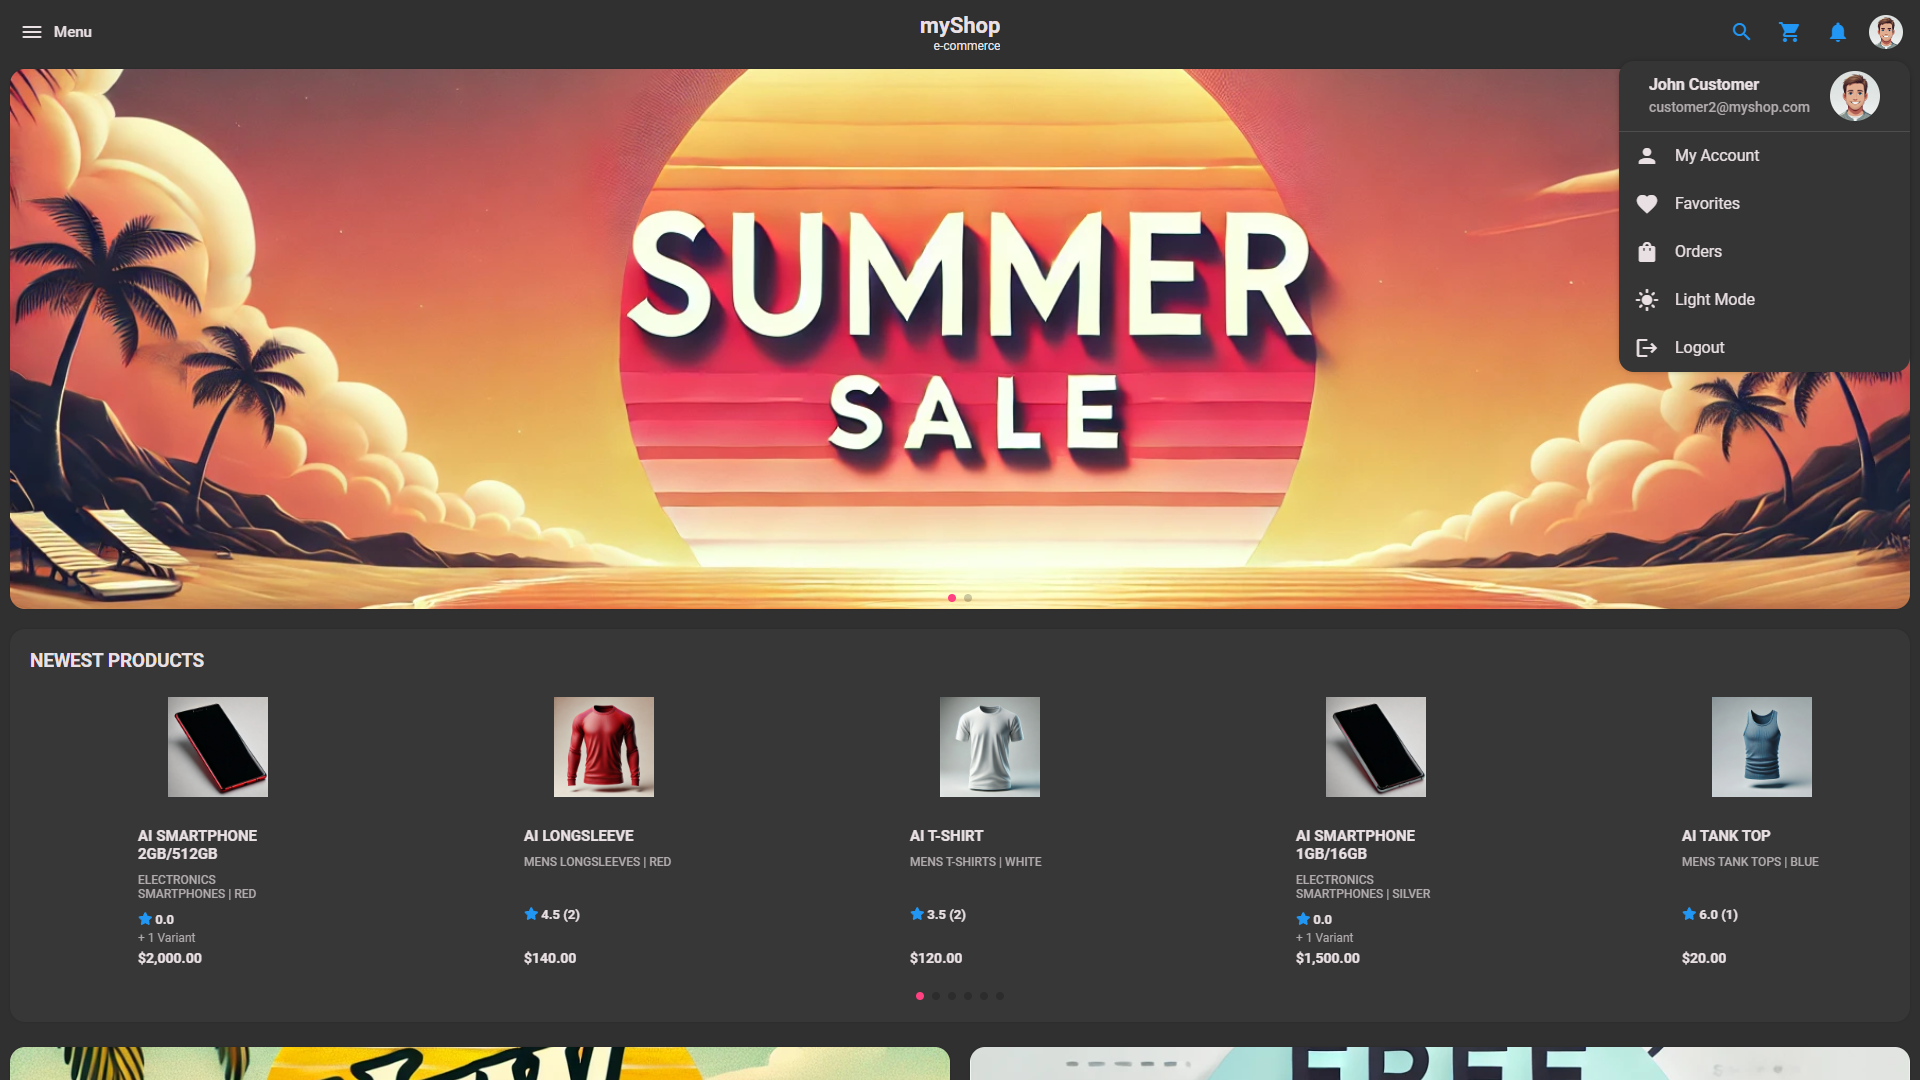 Menu
myShop
e-commerce
John Customer
customer2@myshop.com
My Account
Favorites
Orders
Light Mode
Logout
SUMMER
SALE
NEWEST PRODUCTS
AI SMARTPHONE
2GB/512GB
ELECTRONICS
SMARTPHONES | RED
0.0
+ 1 Variant
$2,000.00
AI LONGSLEEVE
MENS LONGSLEEVES | RED
4.5 (2)
$140.00
AI T-SHIRT
MENS T-SHIRTS | WHITE
3.5 (2)
$120.00
AI SMARTPHONE
1GB/16GB
ELECTRONICS
SMARTPHONES | SILVER
0.0
+ 1 Variant
$1,500.00
AI TANK TOP
MENS TANK TOPS | BLUE
6.0 (1)
$20.00
FREE